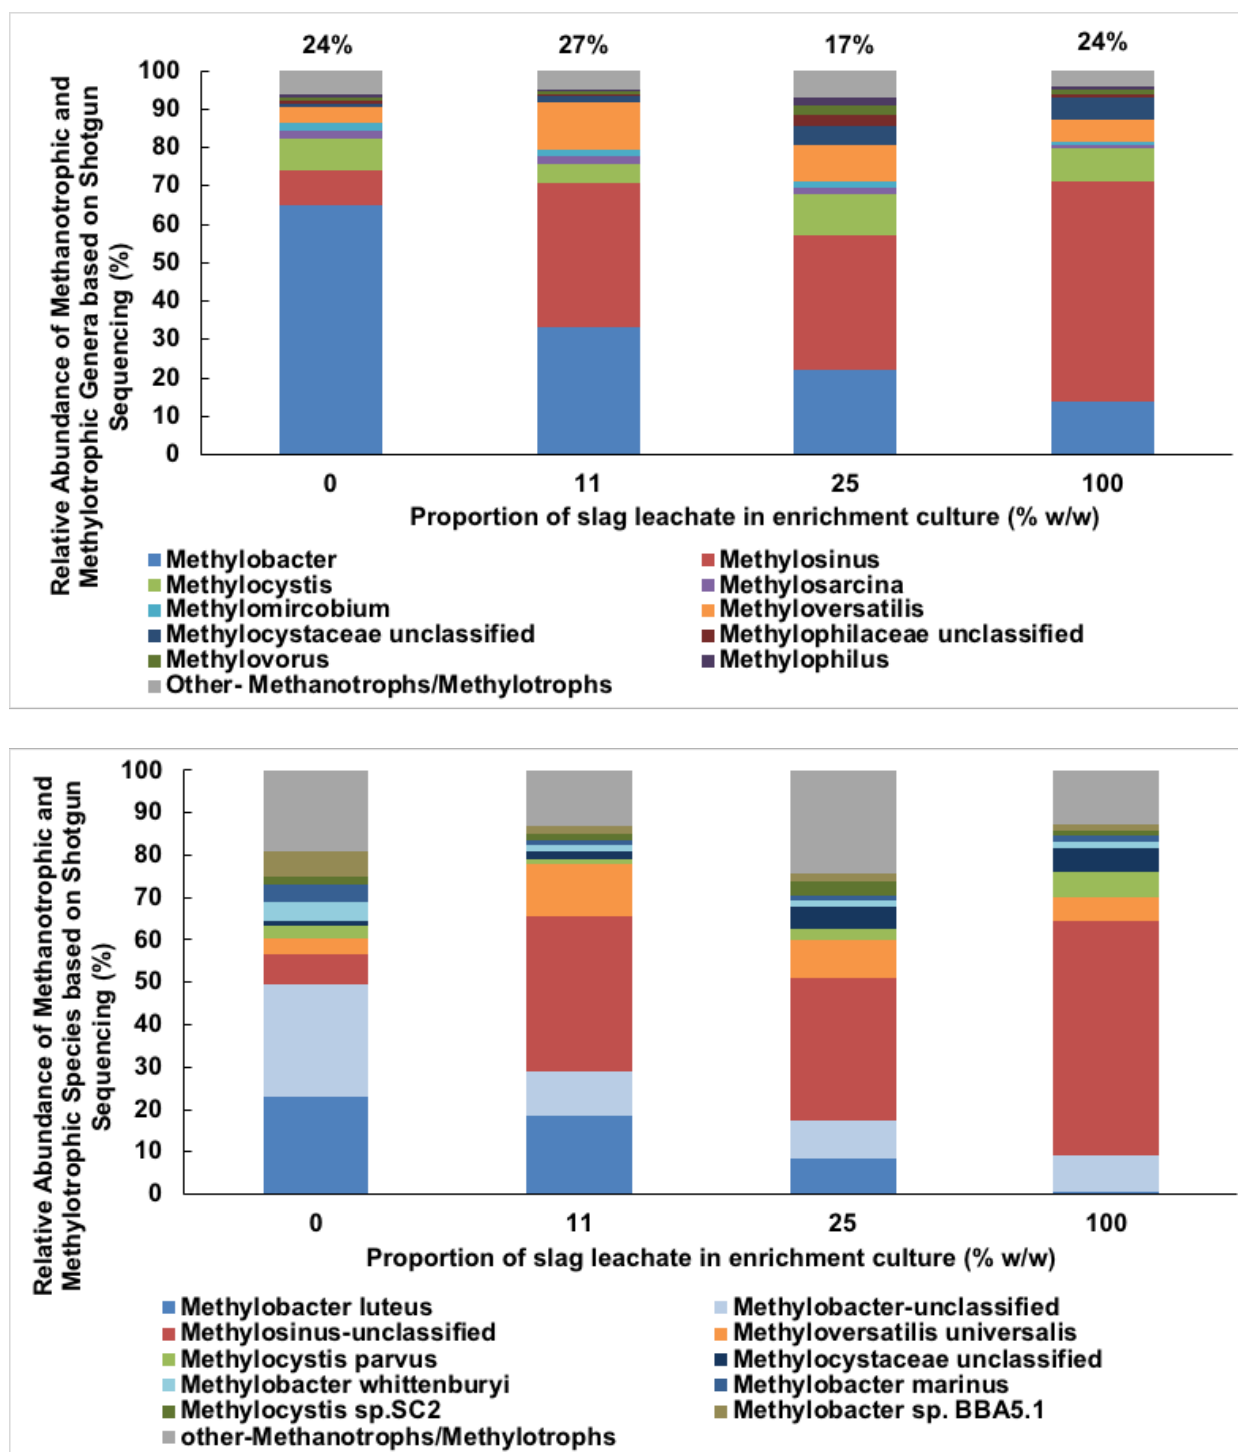 24% 27% 17% 24%
Relative Abundance of Methanotrophic and
Methylotrophic Genera based on Shotgun
Sequencing (%)
100
90
80
70
60
50
40
30
20
10
0
0 11 25 100
Proportion of slag leachate in enrichment culture (% w/w)
Methylobacter Methylosinus
Methylocystis Methylosarcina
Methylomircobium Methyloversatilis
Methylocystaceae unclassified Methylophilaceae unclassified
Methylovorus Methylophilus
Other- Methanotrophs/Methylotrophs
Relative Abundance of Methanotrophic and
Methylotrophic Species based on Shotgun
Sequencing (%)
100
90
80
70
60
50
40
30
20
10
0
0 11 25 100
Proportion of slag leachate in enrichment culture (% w/w)
Methylobacter luteus Methylobacter-unclassified
Methylosinus-unclassified Methyloversatilis universalis
Methylocystis parvus Methylocystaceae unclassified
Methylobacter whittenburyi Methylobacter marinus
Methylocystis sp.SC2 Methylobacter sp. BBA5.1
other-Methanotrophs/Methylotrophs